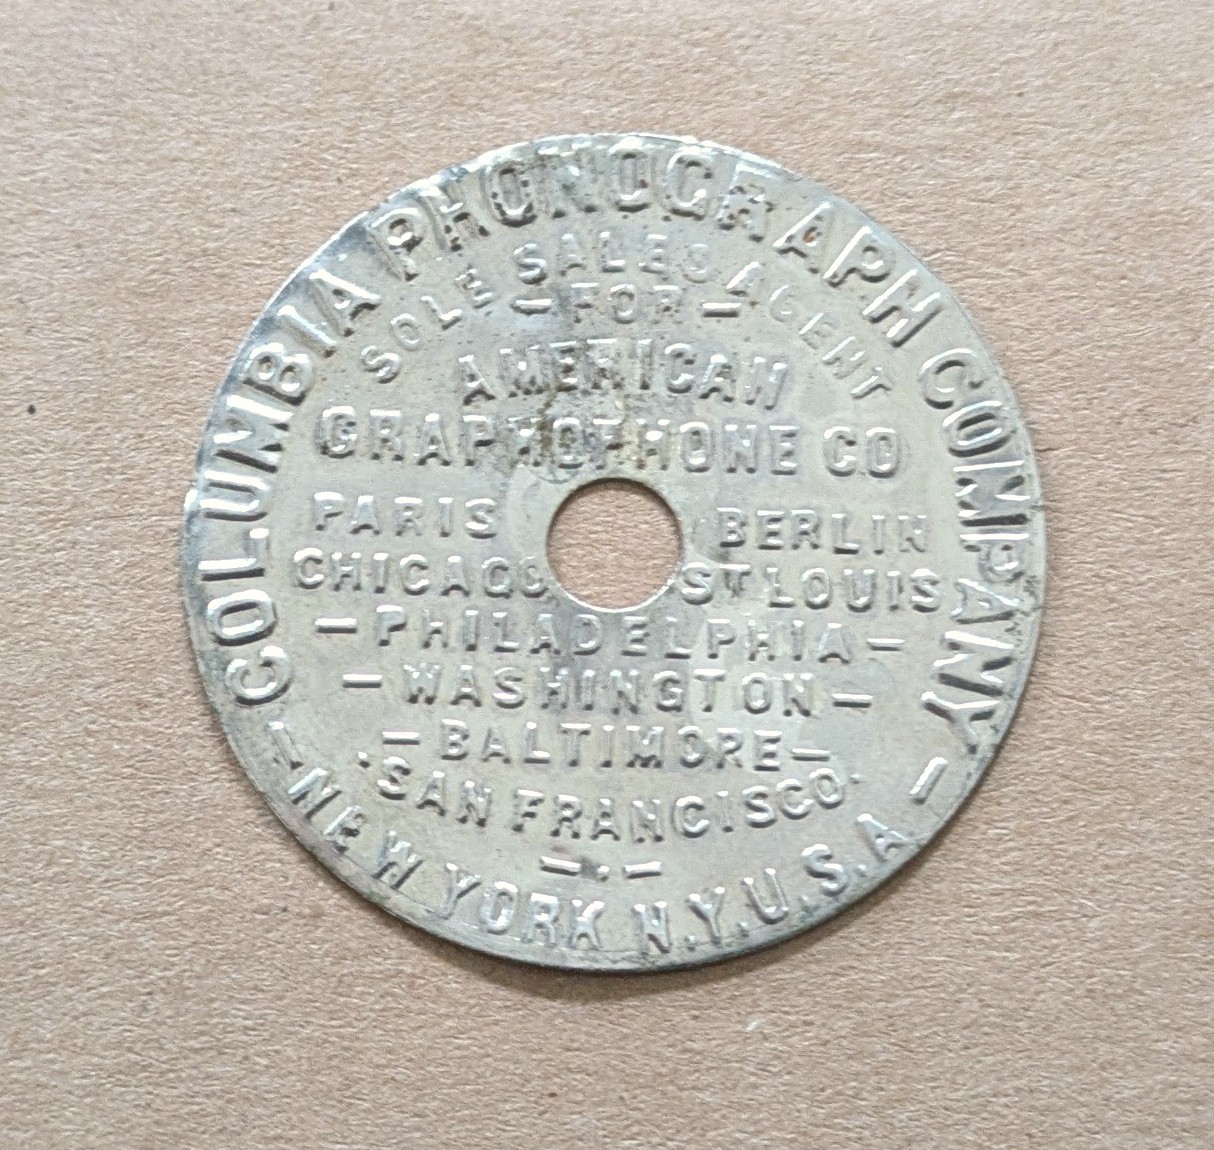 COLUMBIA PHONOGRAPH COMPANY
SOLE SALES AGENT
– FOR –
AMERICAN
GRAPHOPHONE CO
PARIS BERLIN
CHICAGO ST LOUIS
– PHILADELPHIA –
– WASHINGTON –
– BALTIMORE –
· SAN FRANCISCO ·
– · –
– NEW YORK N.Y. U.S.A –